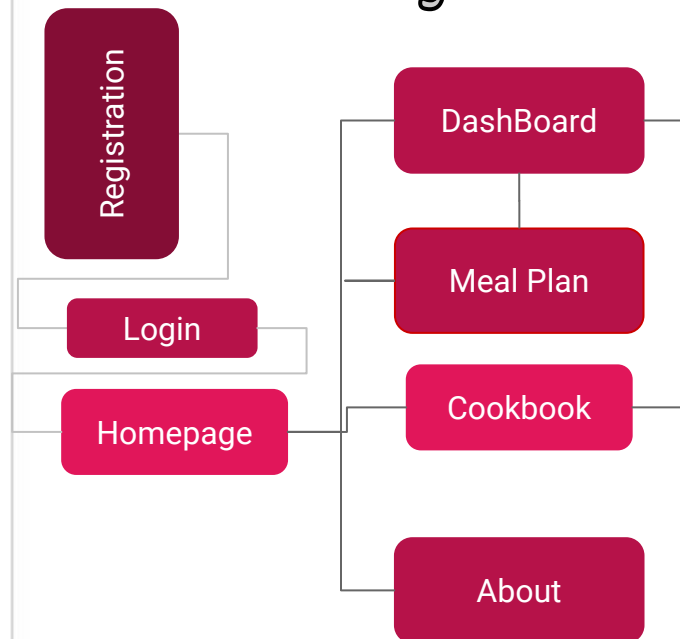 Registration
DashBoard
Meal Plan
Login
Cookbook
Homepage
About